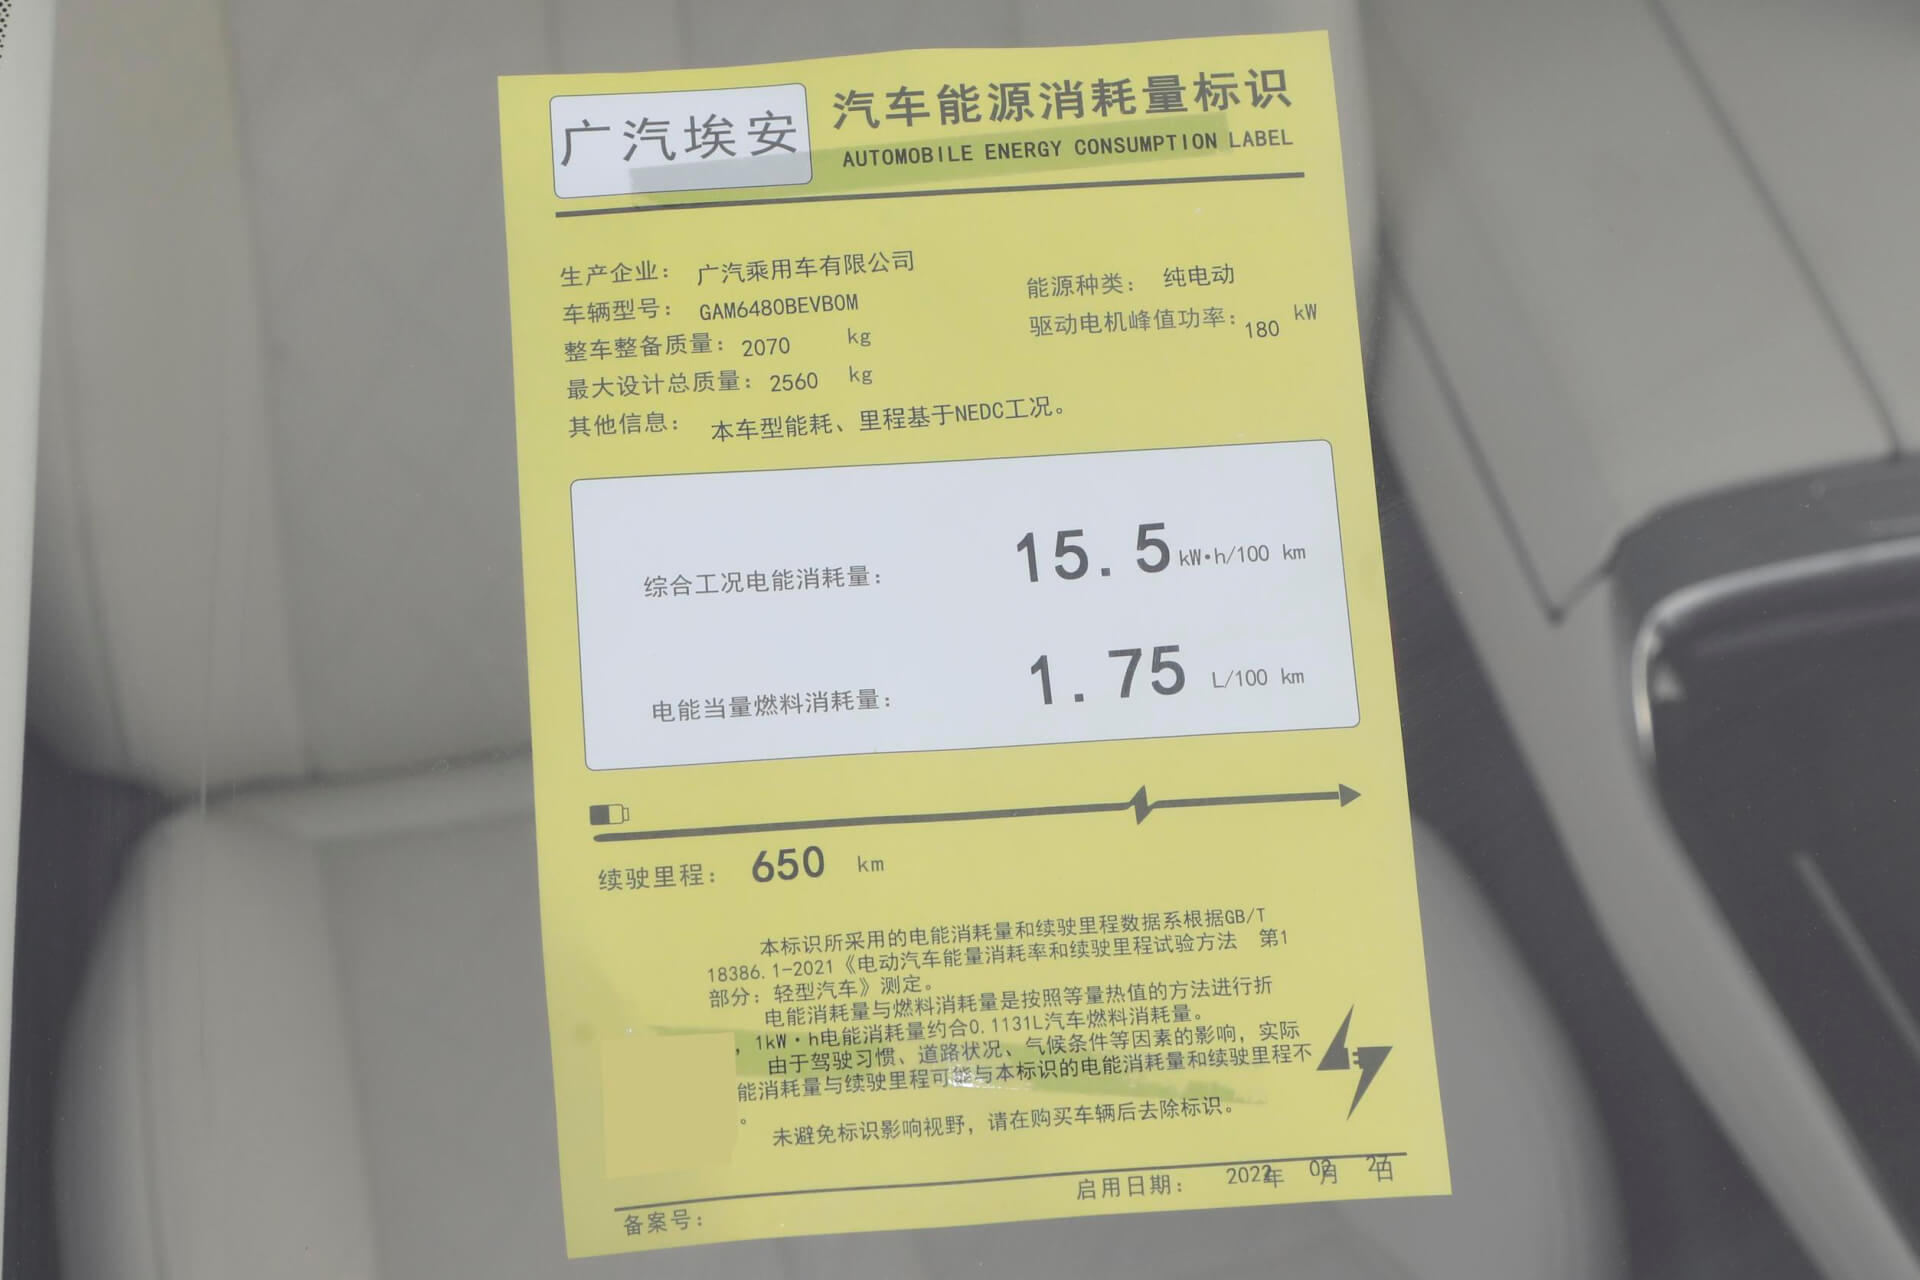 广汽埃安
汽车能源消耗量标识
AUTOMOBILE ENERGY CONSUMPTION LABEL
生产企业： 广汽乘用车有限公司
车辆型号： GAM6480BEVB0M
整车整备质量： 2070 kg
最大设计总质量： 2560 kg
其他信息： 本车型能耗、里程基于NEDC工况。
能源种类： 纯电动
驱动电机峰值功率： 180 kW
综合工况电能消耗量： 15.5 kW·h/100 km
电能当量燃料消耗量： 1.75 L/100 km
续驶里程： 650 km
本标识所采用的电能消耗量和续驶里程数据系根据GB/T
18386.1-2021《电动汽车能量消耗率和续驶里程试验方法 第1
部分：轻型汽车》测定。
电能消耗量与燃料消耗量是按照等量热值的方法进行折
，1kW·h电能消耗量约合0.1131L汽车燃料消耗量。
由于驾驶习惯、道路状况、气候条件等因素的影响，实际
能消耗量与续驶里程可能与本标识的电能消耗量和续驶里程不
。
未避免标识影响视野，请在购买车辆后去除标识。
启用日期： 2022年 02月 27日
备案号：